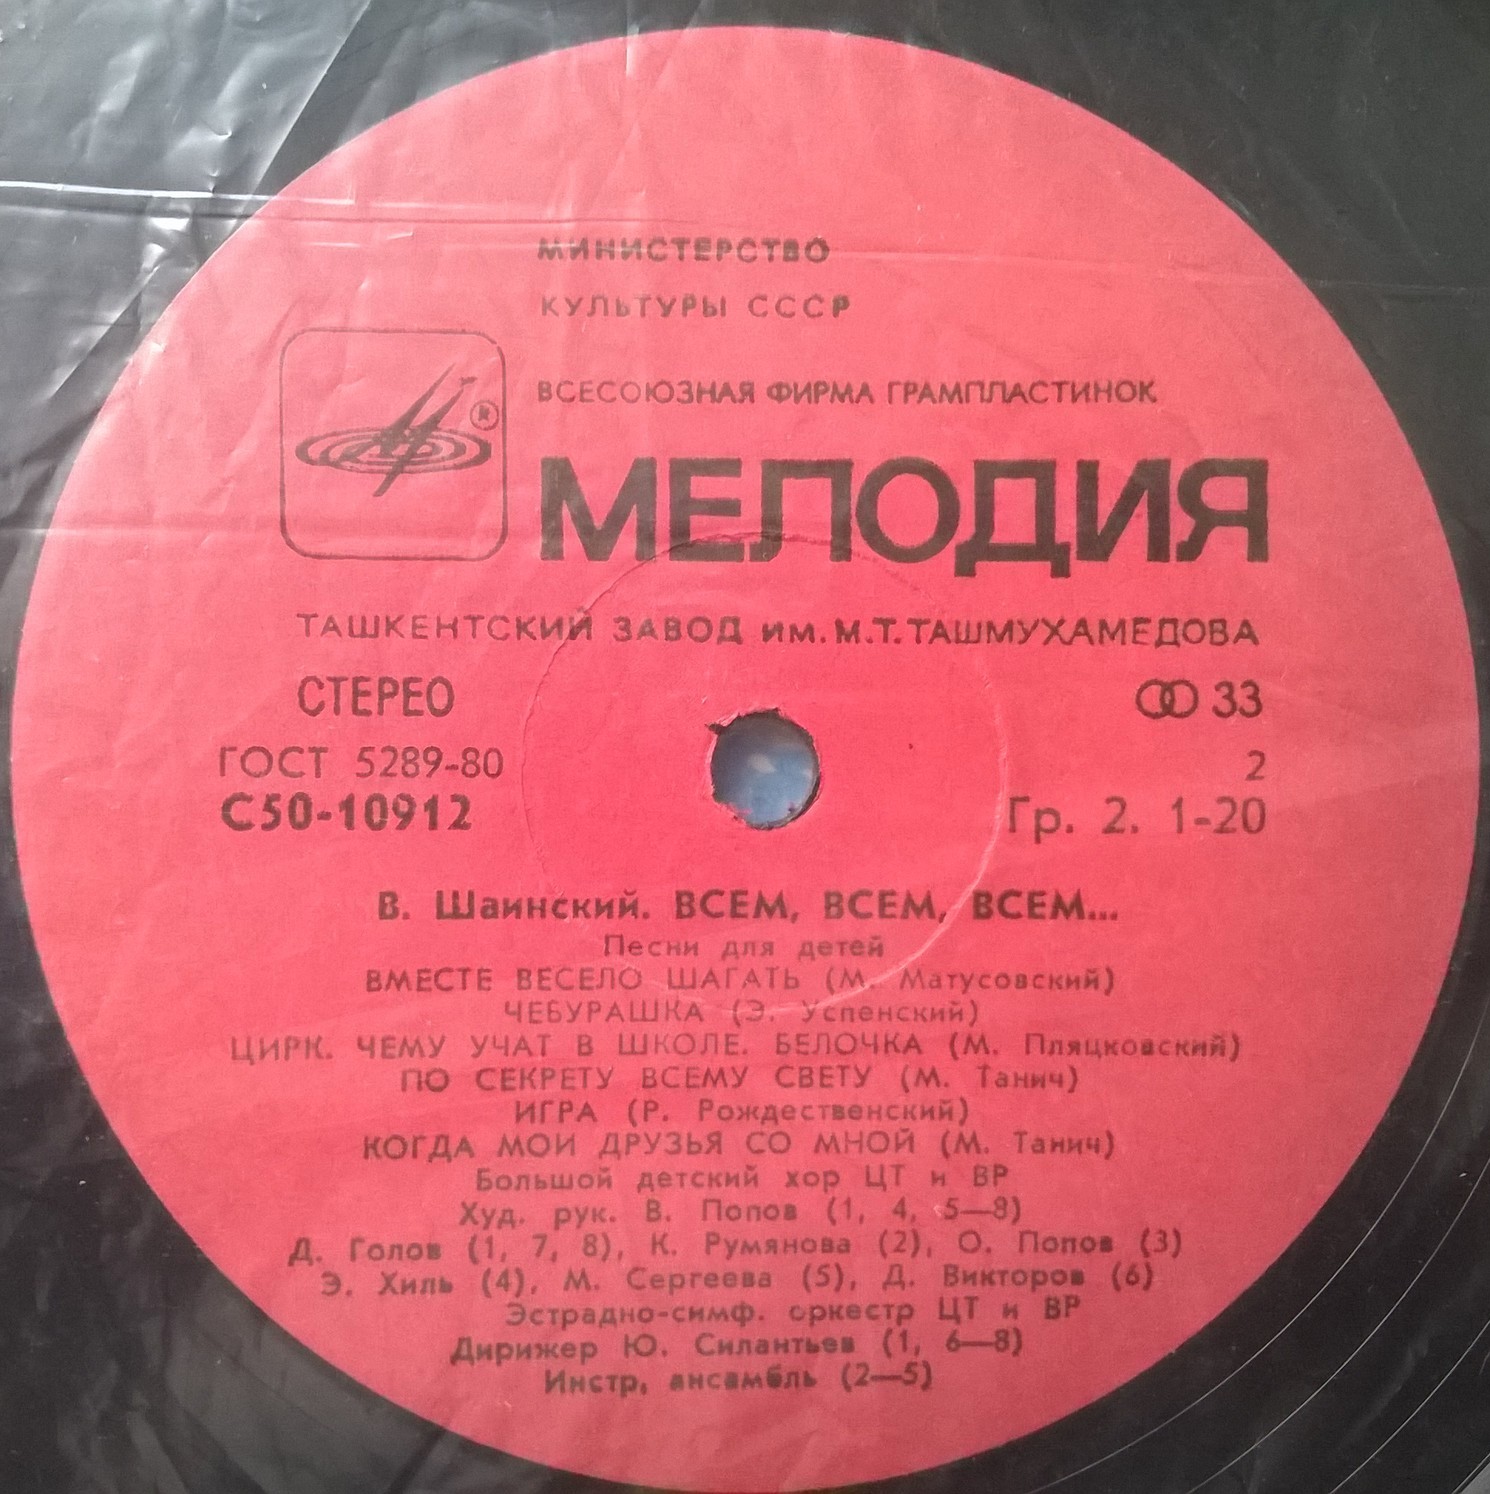 МИНИСТЕРСТВО
КУЛЬТУРЫ СССР
ВСЕСОЮЗНАЯ ФИРМА ГРАМПЛАСТИНОК
®
МЕЛОДИЯ
ТАШКЕНТСКИЙ ЗАВОД им. М.Т. ТАШМУХАМЕДОВА
СТЕРЕО 33
ГОСТ 5289-80 2
С50-10912 Гр. 2. 1-20
В. Шаинский. ВСЕМ, ВСЕМ, ВСЕМ...
Песни для детей
ВМЕСТЕ ВЕСЕЛО ШАГАТЬ (М. Матусовский)
ЧЕБУРАШКА (Э. Успенский)
ЦИРК. ЧЕМУ УЧАТ В ШКОЛЕ. БЕЛОЧКА (М. Пляцковский)
ПО СЕКРЕТУ ВСЕМУ СВЕТУ (М. Танич)
ИГРА (Р. Рождественский)
КОГДА МОИ ДРУЗЬЯ СО МНОЙ (М. Танич)
Большой детский хор ЦТ и ВР
Худ. рук. В. Попов (1, 4, 5—8)
Д. Голов (1, 7, 8), К. Румянова (2), О. Попов (3)
Э. Хиль (4), М. Сергеева (5), Д. Викторов (6)
Эстрадно-симф. оркестр ЦТ и ВР
Дирижер Ю. Силантьев (1, 6—8)
Инстр. ансамбль (2—5)